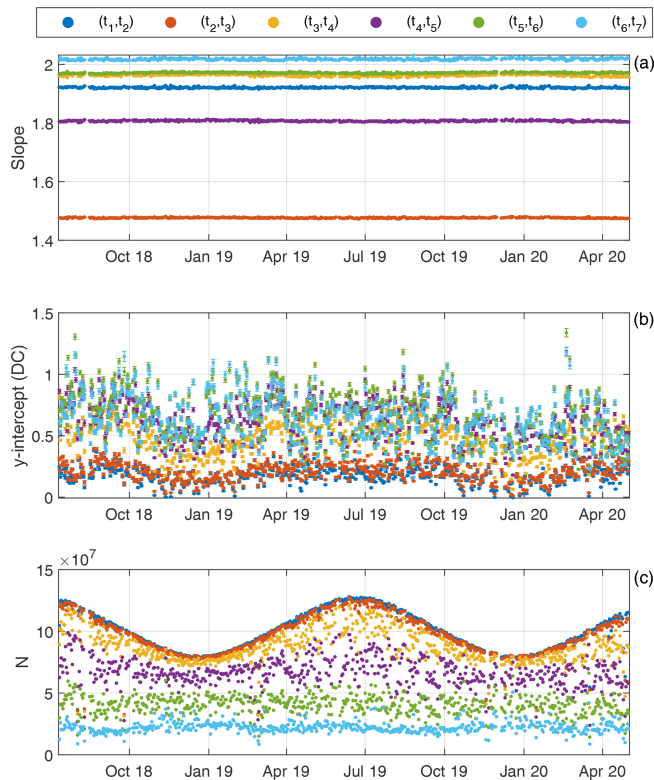 (t1,t2) (t2,t3) (t3,t4) (t4,t5) (t5,t6) (t6,t7)
(a)
2
1.8
1.6
1.4
Slope
Oct 18 Jan 19 Apr 19 Jul 19 Oct 19 Jan 20 Apr 20
(b)
1.5
1
0.5
0
y-intercept (DC)
Oct 18 Jan 19 Apr 19 Jul 19 Oct 19 Jan 20 Apr 20
×10^7
(c)
15
10
5
0
N
Oct 18 Jan 19 Apr 19 Jul 19 Oct 19 Jan 20 Apr 20